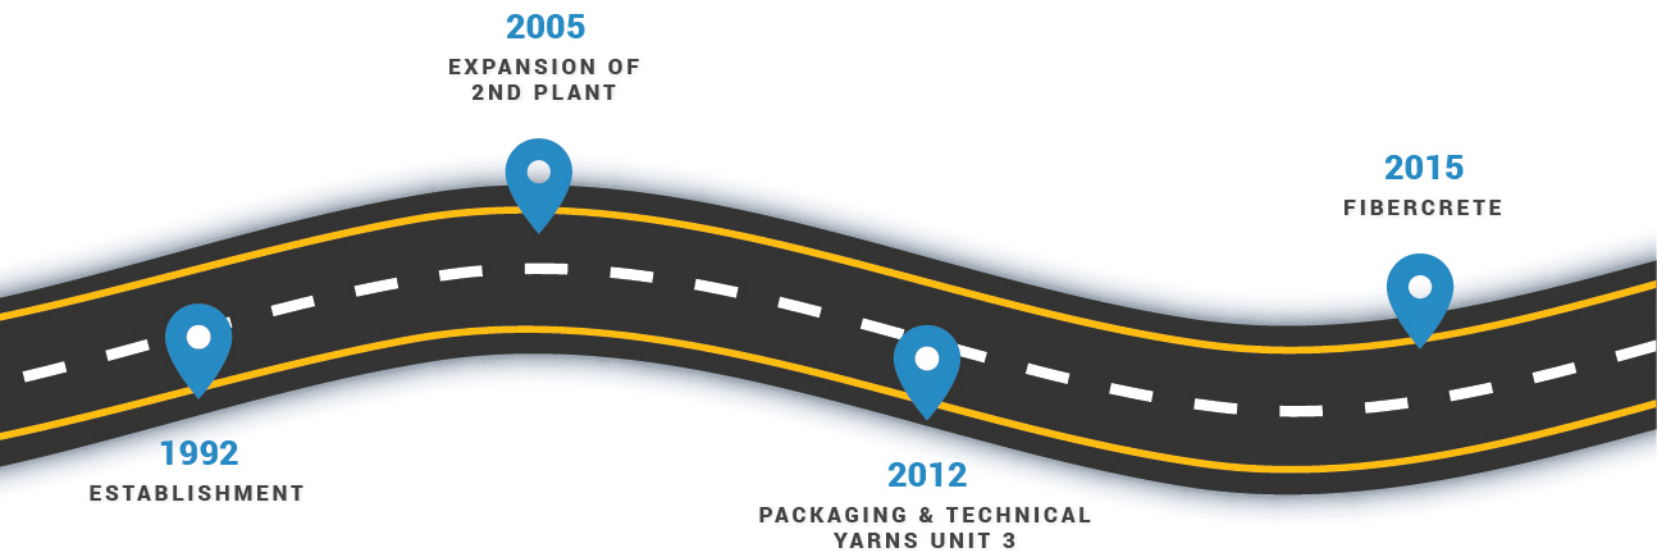 2005
EXPANSION OF
2ND PLANT
2015
FIBERCRETE
1992
ESTABLISHMENT
2012
PACKAGING & TECHNICAL
YARNS UNIT 3